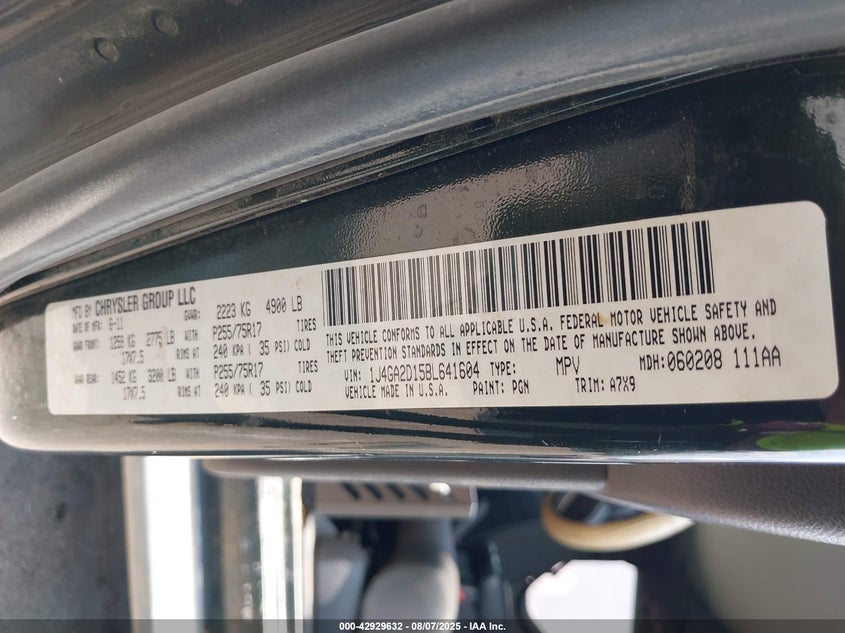 MFD BY CHRYSLER GROUP LLC
DATE OF MFR: 6-11 GVWR: 2223 KG 4900 LB
GAWR FRONT: 1259 KG 2775 LB WITH P255/75R17 TIRES
17X7.5 RIMS AT 240 KPA ( 35 PSI) COLD
GAWR REAR: 1452 KG 3200 LB WITH P255/75R17 TIRES
17X7.5 RIMS AT 240 KPA ( 35 PSI) COLD
THIS VEHICLE CONFORMS TO ALL APPLICABLE U.S.A. FEDERAL MOTOR VEHICLE SAFETY AND
THEFT PREVENTION STANDARDS IN EFFECT ON THE DATE OF MANUFACTURE SHOWN ABOVE.
VIN: 1J4GA2D15BL641604 TYPE: MPV MDH:060208 111AA
VEHICLE MADE IN U.S.A. PAINT: PGN TRIM: A7X9
000-42929632 - 08/07/2025 - IAA Inc.